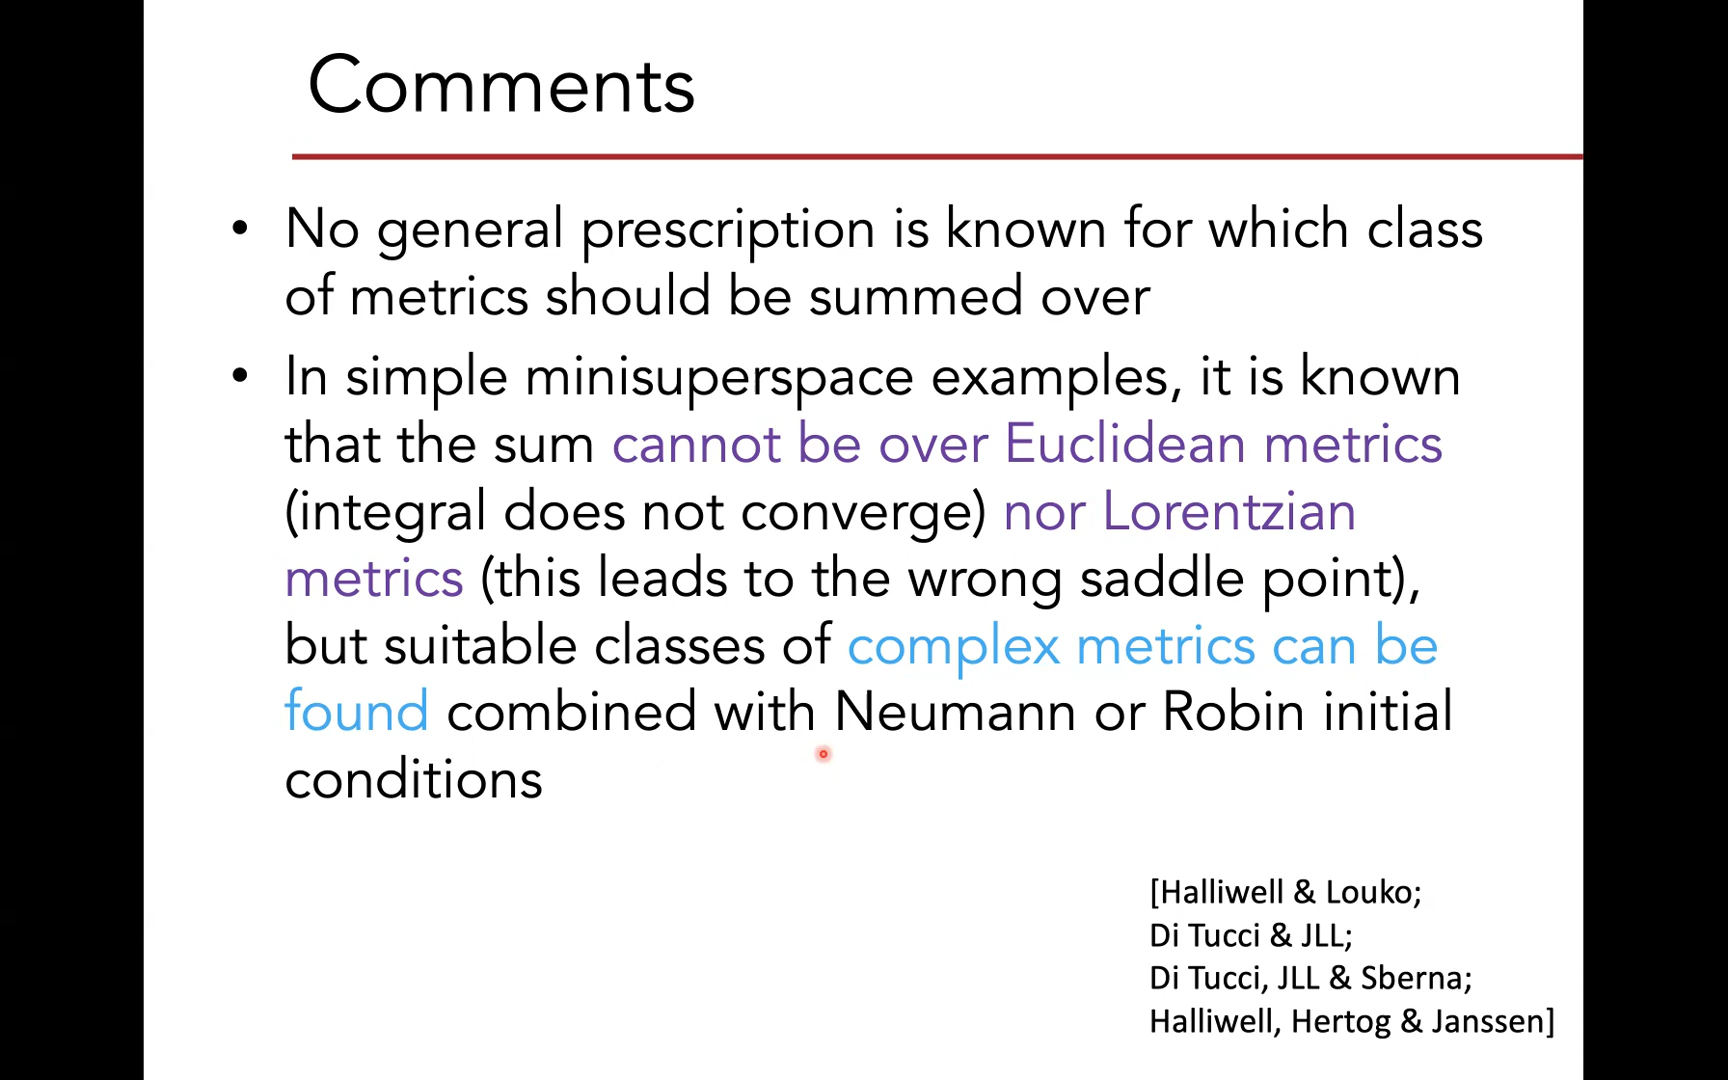 Comments
• No general prescription is known for which class
of metrics should be summed over
• In simple minisuperspace examples, it is known
that the sum cannot be over Euclidean metrics
(integral does not converge) nor Lorentzian
metrics (this leads to the wrong saddle point),
but suitable classes of complex metrics can be
found combined with Neumann or Robin initial
conditions
[Halliwell & Louko;
Di Tucci & JLL;
Di Tucci, JLL & Sberna;
Halliwell, Hertog & Janssen]